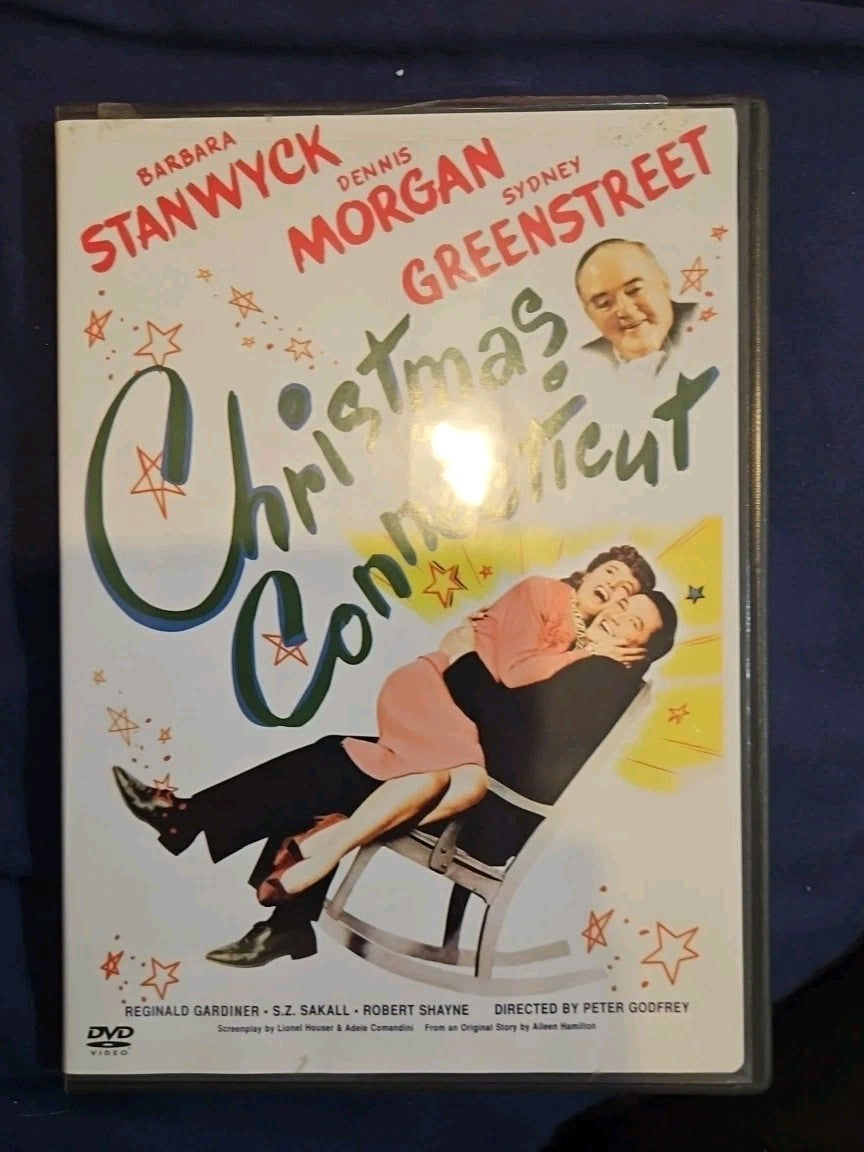 BARBARA
STANWYCK
DENNIS
MORGAN
SYDNEY
GREENSTREET
Christmas
in
Connecticut
REGINALD GARDINER • S.Z. SAKALL • ROBERT SHAYNE DIRECTED BY PETER GODFREY
Screenplay by Lionel Houser & Adele Comandini From an Original Story by Aileen Hamilton
DVD
VIDEO